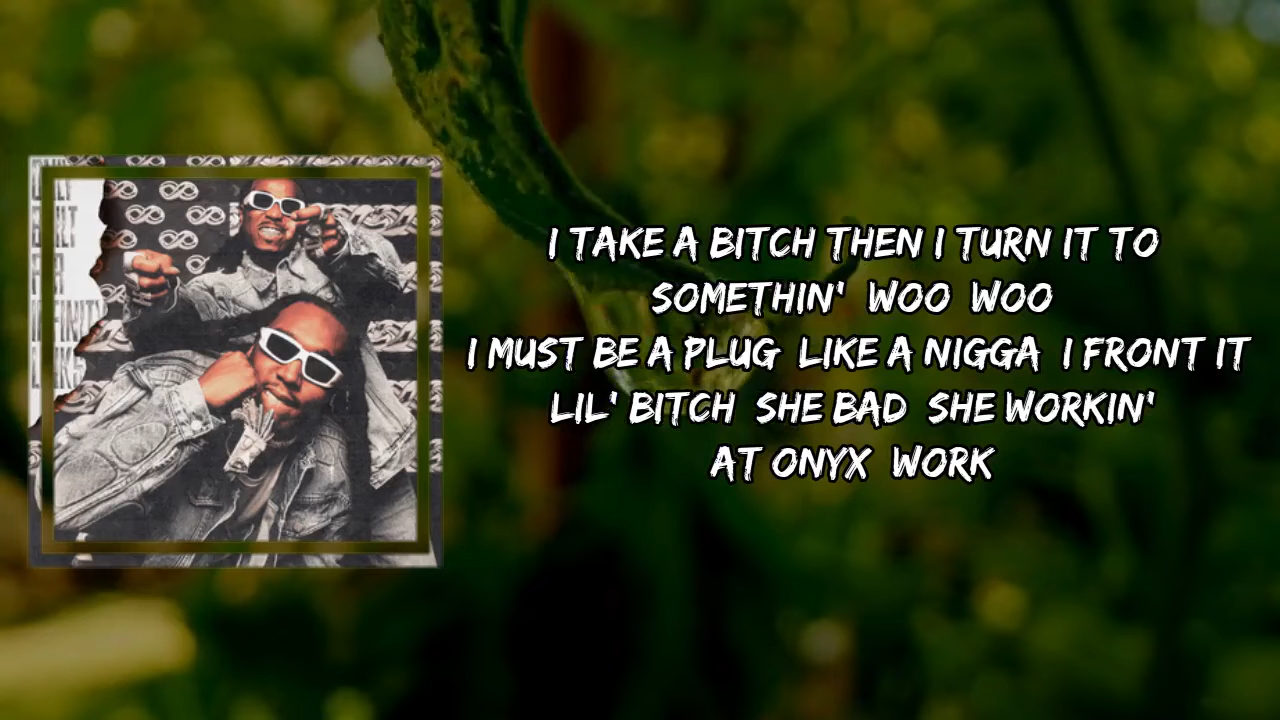 I TAKE A BITCH THEN I TURN IT TO
SOMETHIN' WOO WOO
I MUST BE A PLUG LIKE A NIGGA I FRONT IT
LIL' BITCH SHE BAD SHE WORKIN'
AT ONYX WORK